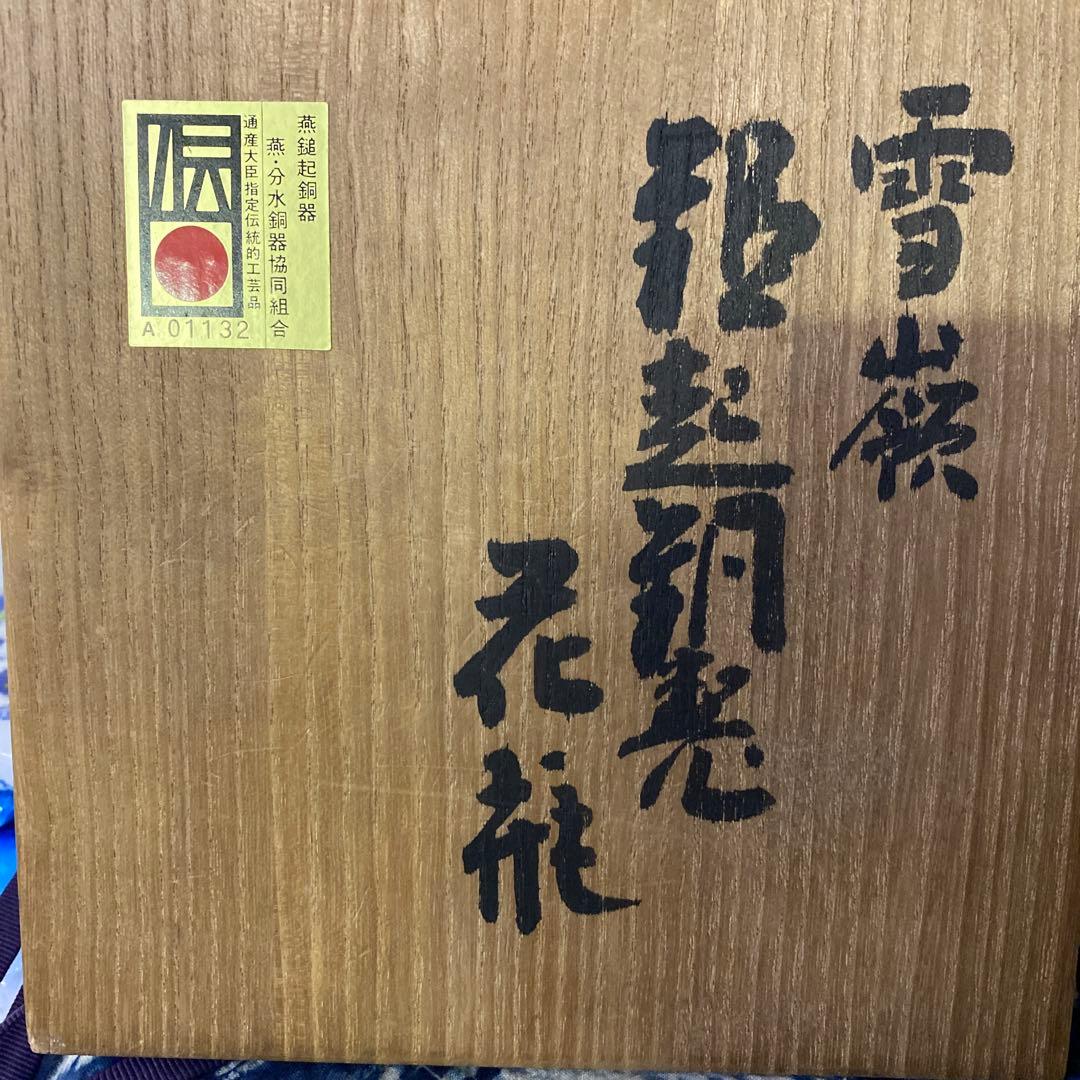 雪嶺
鎚起銅製
花瓶
燕鎚起銅器
燕・分水銅器協同組合
通産大臣指定伝統的工芸品
伝
A 01132